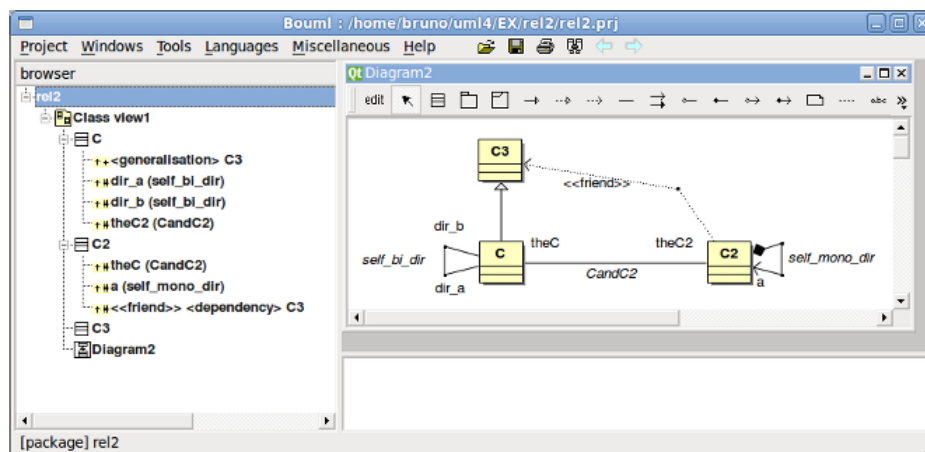 Bouml : /home/bruno/uml4/EX/rel2/rel2.prj
Project Windows Tools Languages Miscellaneous Help
browser
rel2
Class view1
C
<generalisation> C3
dir_a (self_bi_dir)
dir_b (self_bi_dir)
theC2 (CandC2)
C2
theC (CandC2)
a (self_mono_dir)
<<friend>> <dependency> C3
C3
Diagram2
Qt Diagram2
edit
abc
C3
<<friend>>
dir_b
theC
theC2
self_bi_dir
C
C2
self_mono_dir
CandC2
dir_a
a
[package] rel2